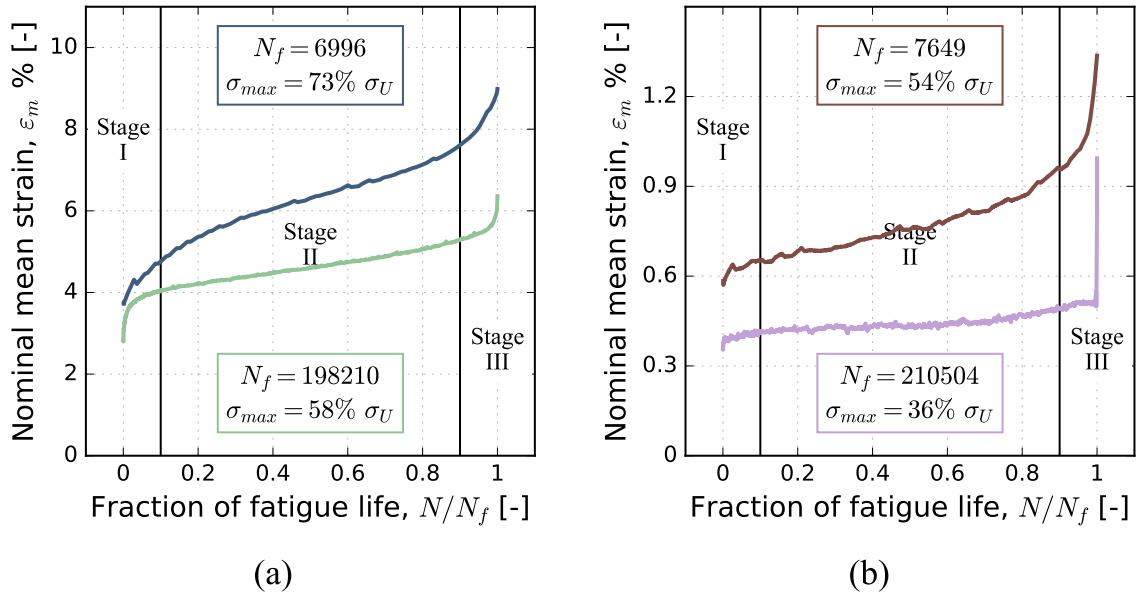 10
8
6
4
2
0
Nominal mean strain, εₘ % [-]
N_f = 6996
σ_max = 73% σ_U
Stage
I
Stage
II
Stage
III
N_f = 198210
σ_max = 58% σ_U
0 0.2 0.4 0.6 0.8 1
Fraction of fatigue life, N/N_f [-]
(a)
1.2
0.9
0.6
0.3
0
Nominal mean strain, εₘ % [-]
N_f = 7649
σ_max = 54% σ_U
Stage
I
Stage
II
Stage
III
N_f = 210504
σ_max = 36% σ_U
0 0.2 0.4 0.6 0.8 1
Fraction of fatigue life, N/N_f [-]
(b)